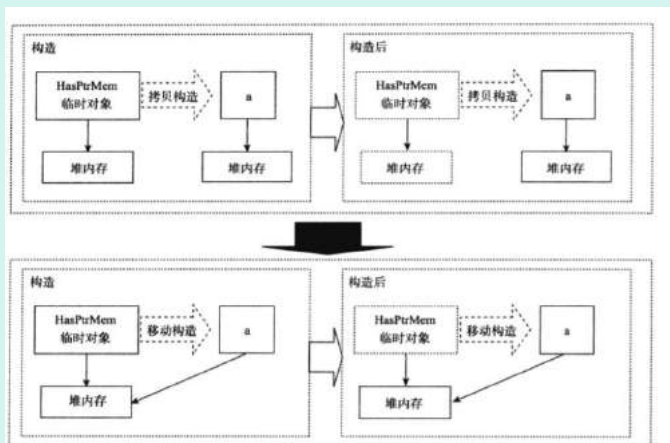 构造
HasPtrMem
临时对象
拷贝构造
a
堆内存
堆内存
构造后
HasPtrMem
临时对象
拷贝构造
a
堆内存
堆内存
构造
HasPtrMem
临时对象
移动构造
a
堆内存
构造后
HasPtrMem
临时对象
移动构造
a
堆内存